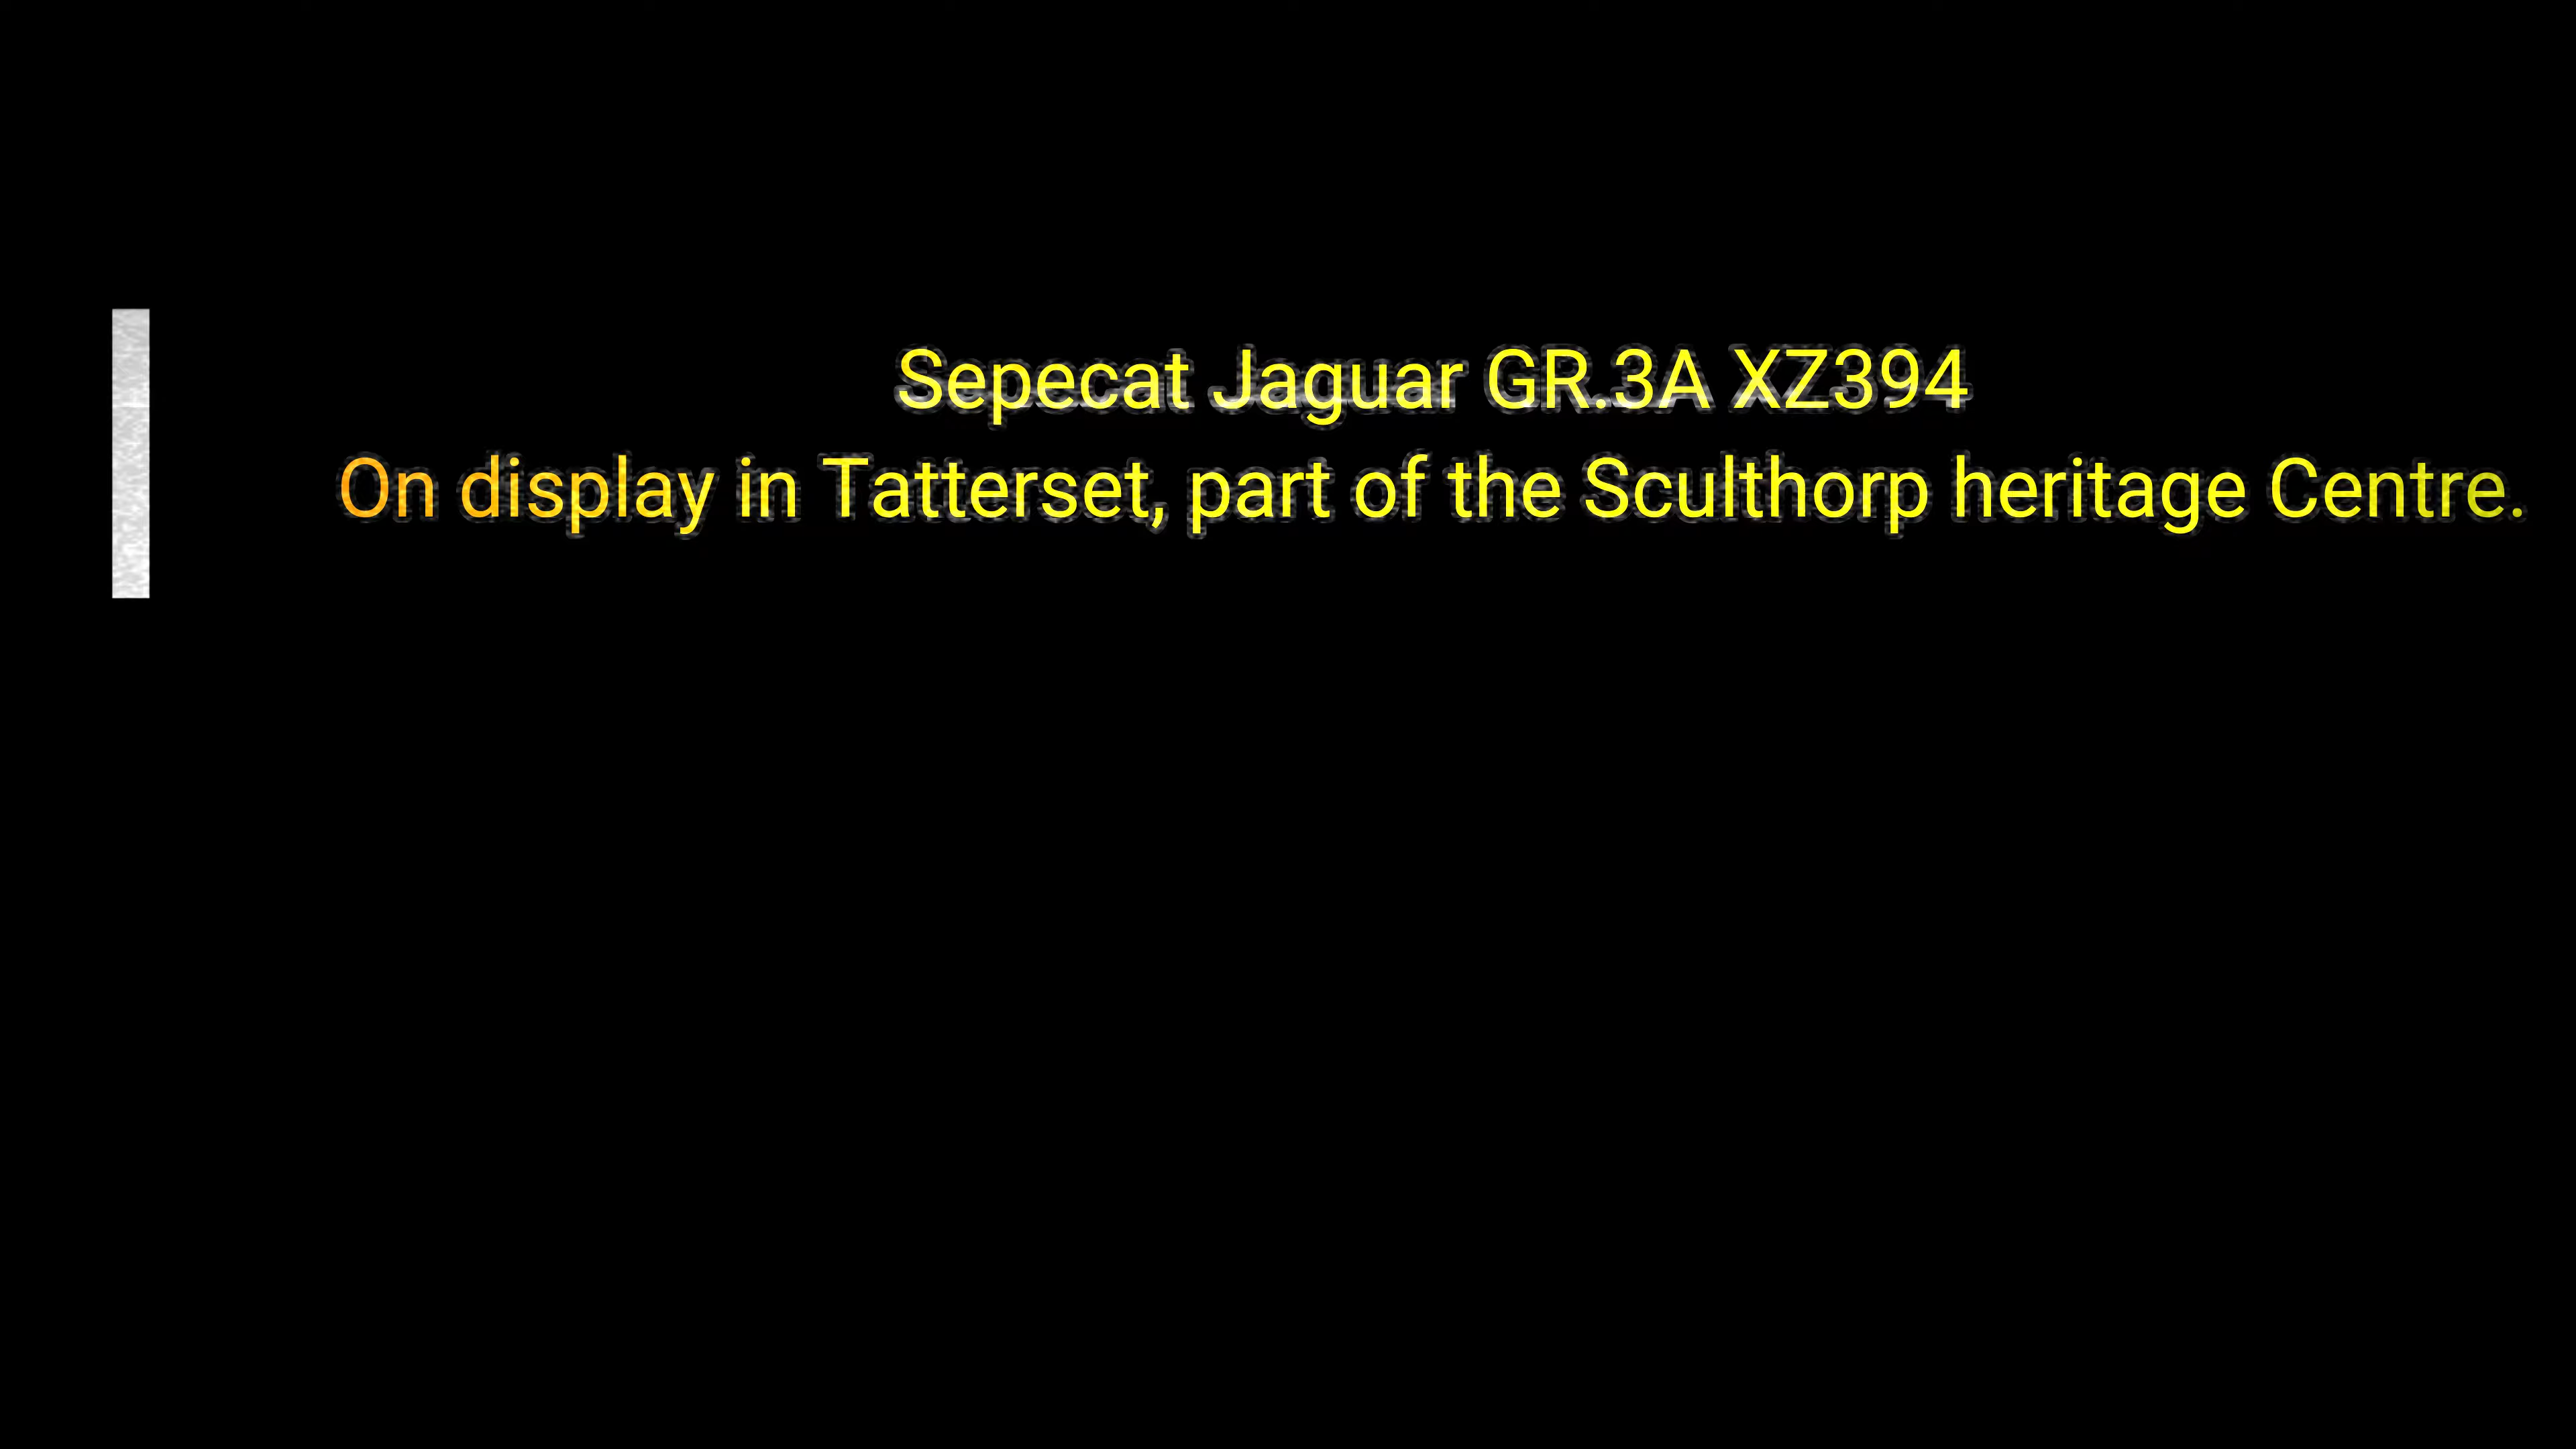 Sepecat Jaguar GR.3A XZ394
On display in Tatterset, part of the Sculthorp heritage Centre.